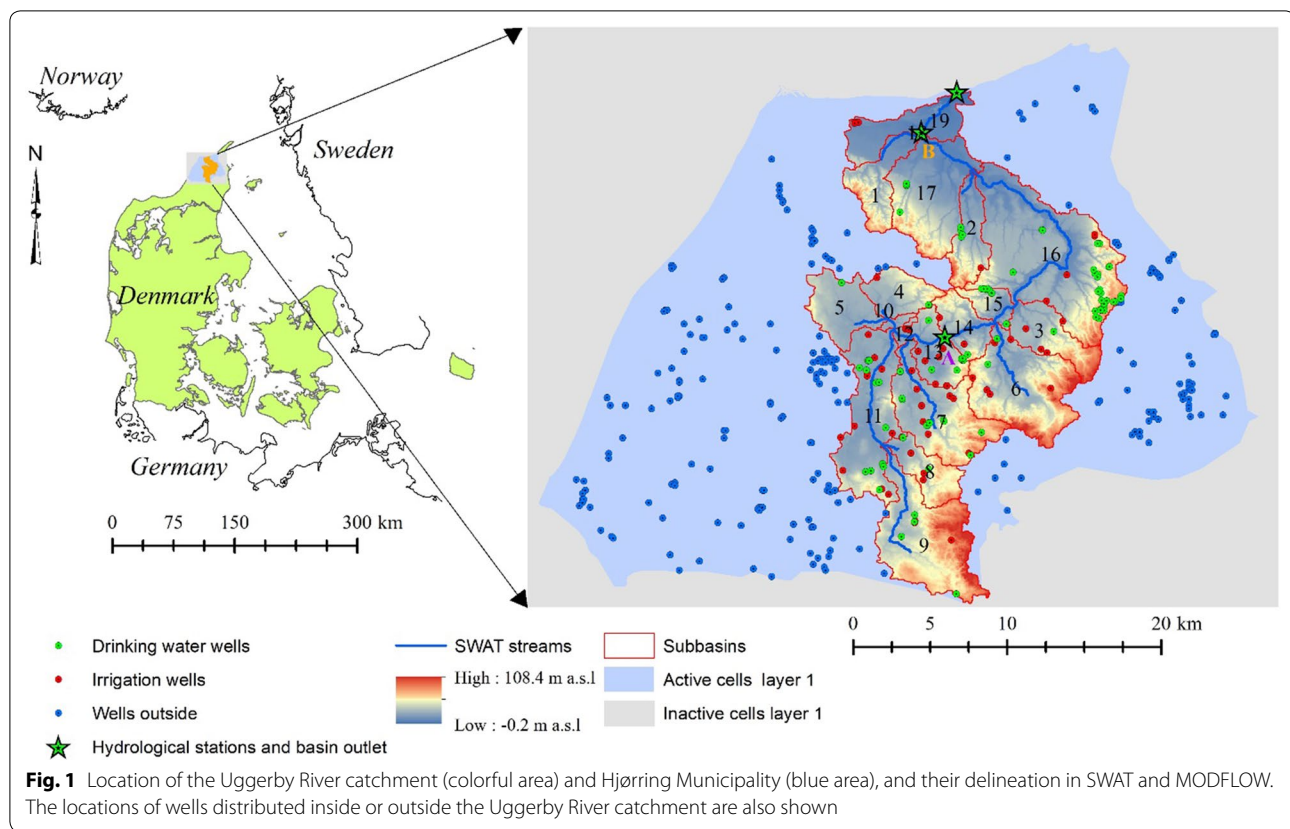 Norway
N
Sweden
Denmark
Germany
0 75 150 300 km
19
B
1
17
2
16
5
4
10
15
12
14
3
13
A
6
11
7
8
9
0 5 10 20 km
Drinking water wells
Irrigation wells
Wells outside
Hydrological stations and basin outlet
SWAT streams
High : 108.4 m a.s.l
Low : -0.2 m a.s.l
Subbasins
Active cells layer 1
Inactive cells layer 1
Fig. 1 Location of the Uggerby River catchment (colorful area) and Hjørring Municipality (blue area), and their delineation in SWAT and MODFLOW.
The locations of wells distributed inside or outside the Uggerby River catchment are also shown